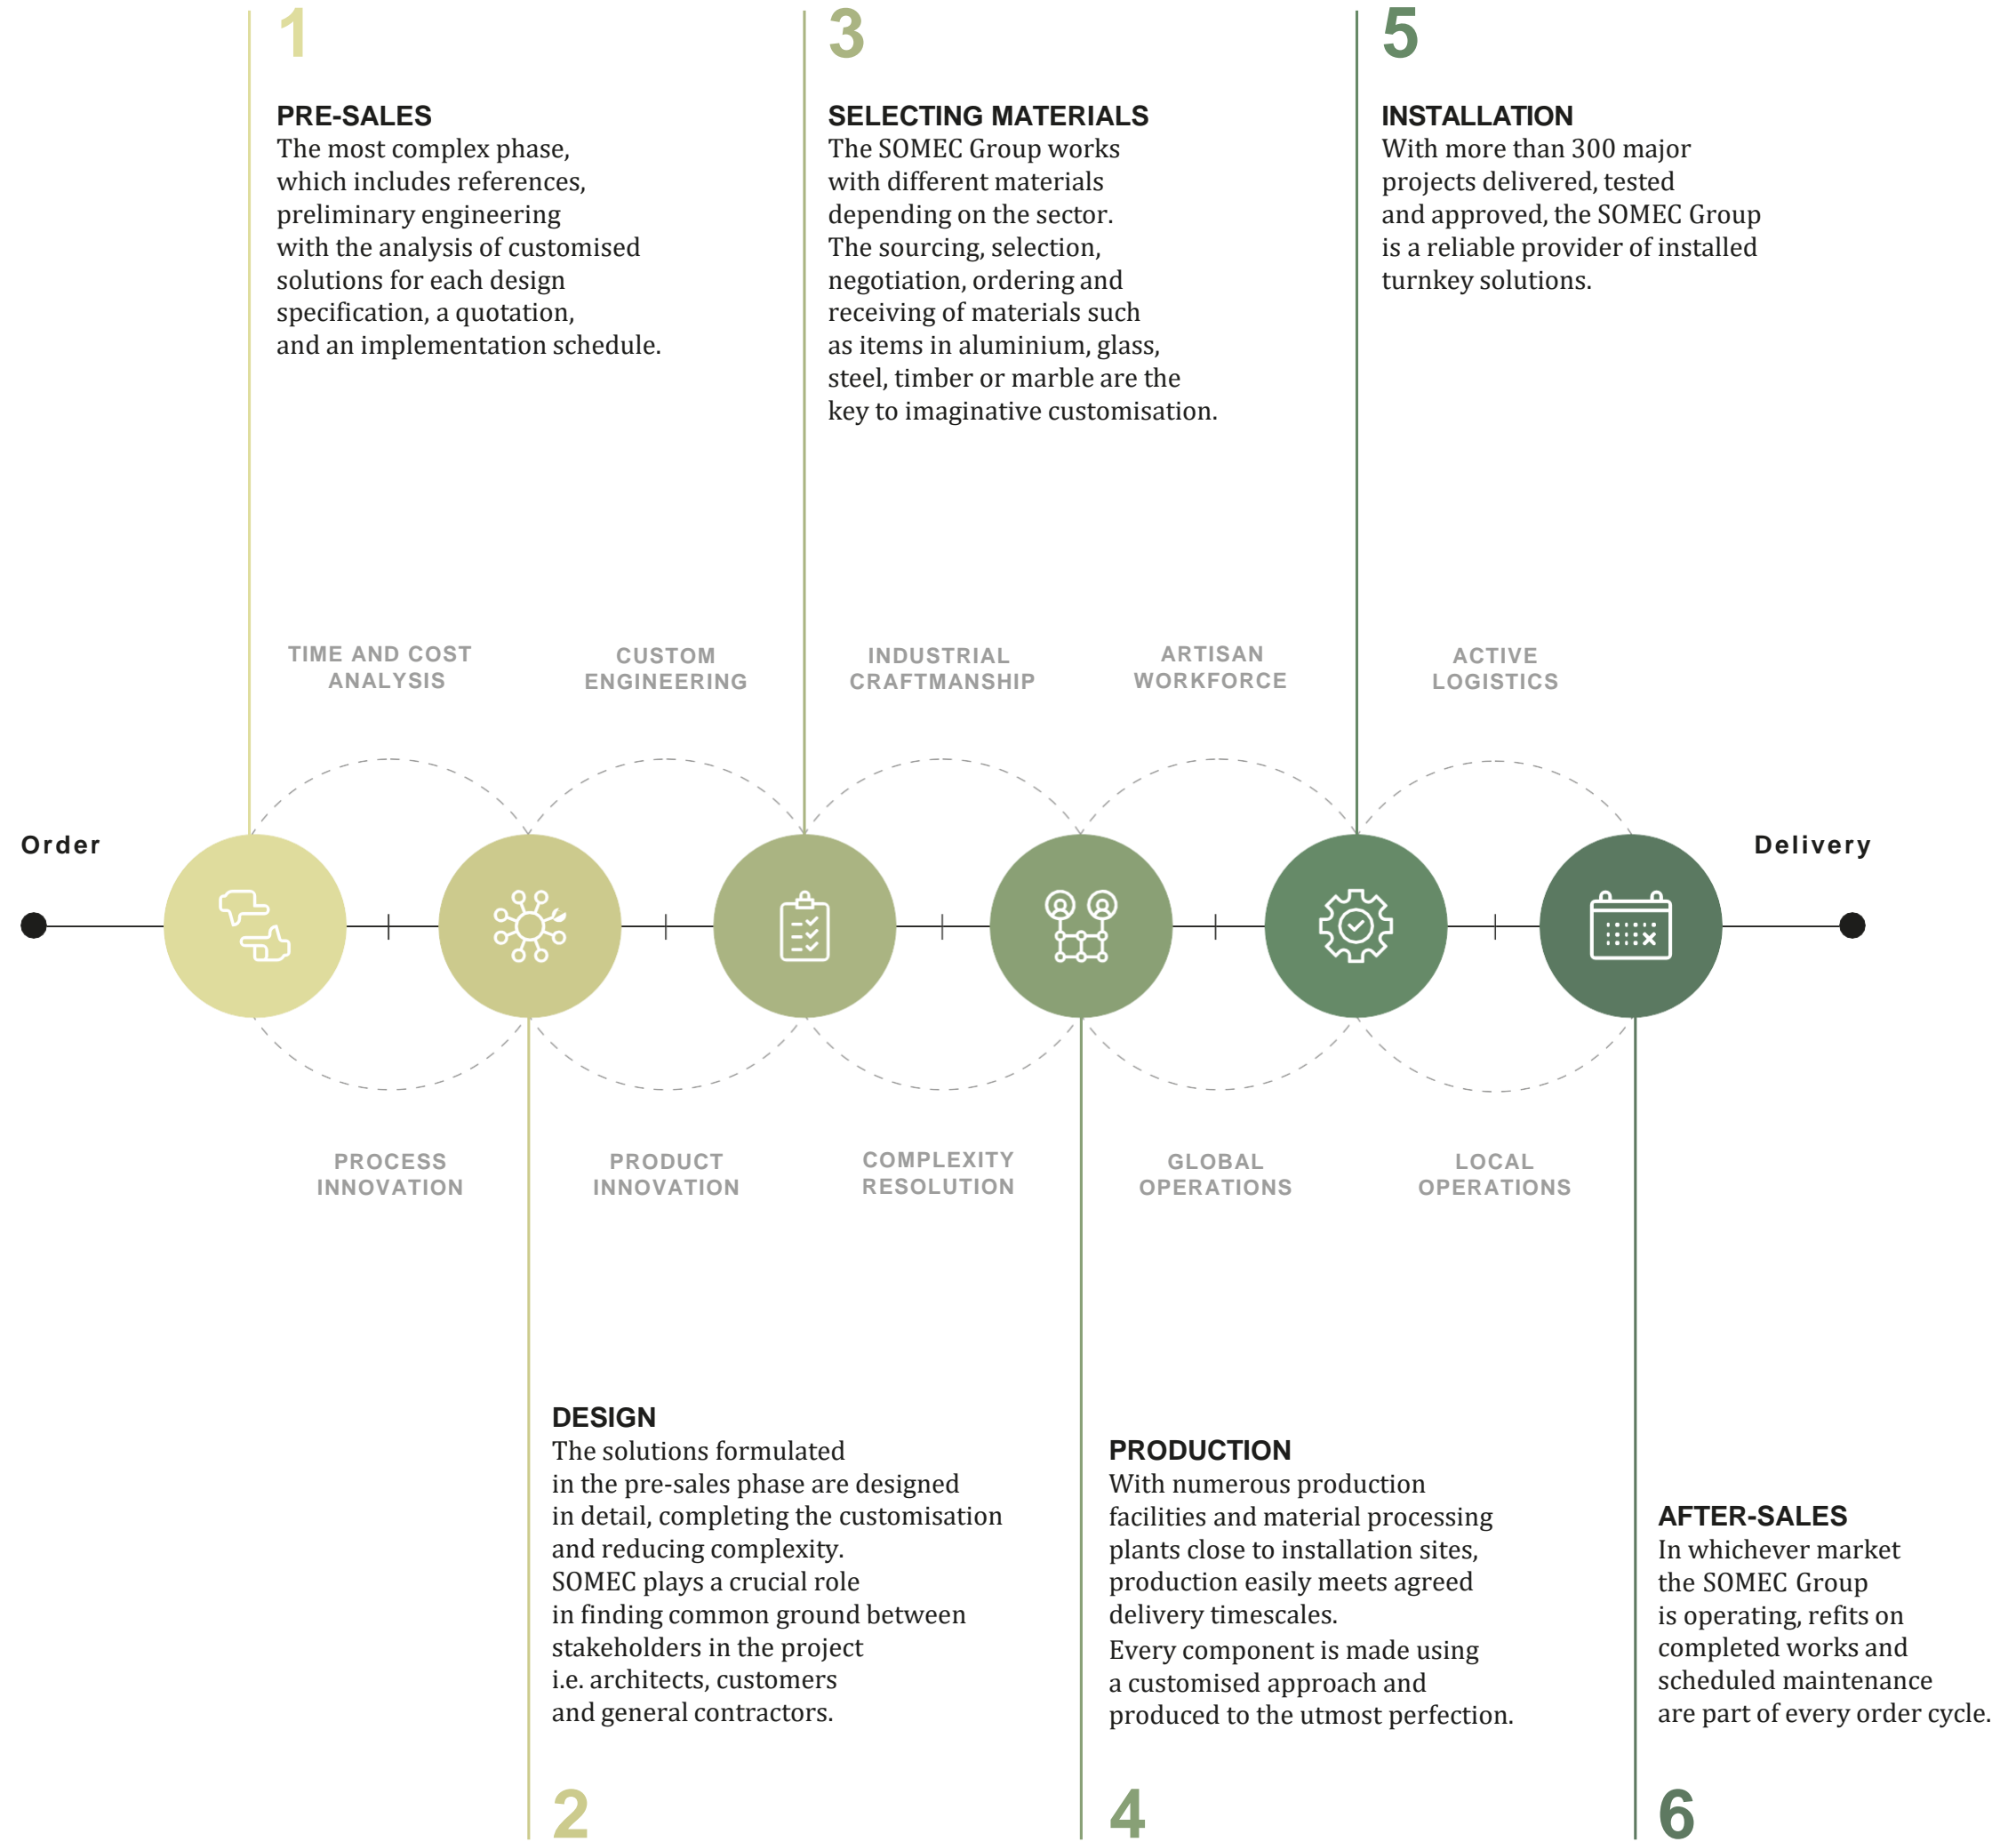 1
PRE-SALES
The most complex phase,
which includes references,
preliminary engineering
with the analysis of customised
solutions for each design
specification, a quotation,
and an implementation schedule.
3
SELECTING MATERIALS
The SOMEC Group works
with different materials
depending on the sector.
The sourcing, selection,
negotiation, ordering and
receiving of materials such
as items in aluminium, glass,
steel, timber or marble are the
key to imaginative customisation.
5
INSTALLATION
With more than 300 major
projects delivered, tested
and approved, the SOMEC Group
is a reliable provider of installed
turnkey solutions.
TIME AND COST
ANALYSIS
CUSTOM
ENGINEERING
INDUSTRIAL
CRAFTMANSHIP
ARTISAN
WORKFORCE
ACTIVE
LOGISTICS
Order
Delivery
PROCESS
INNOVATION
PRODUCT
INNOVATION
COMPLEXITY
RESOLUTION
GLOBAL
OPERATIONS
LOCAL
OPERATIONS
DESIGN
The solutions formulated
in the pre-sales phase are designed
in detail, completing the customisation
and reducing complexity.
SOMEC plays a crucial role
in finding common ground between
stakeholders in the project
i.e. architects, customers
and general contractors.
2
PRODUCTION
With numerous production
facilities and material processing
plants close to installation sites,
production easily meets agreed
delivery timescales.
Every component is made using
a customised approach and
produced to the utmost perfection.
4
AFTER-SALES
In whichever market
the SOMEC Group
is operating, refits on
completed works and
scheduled maintenance
are part of every order cycle.
6